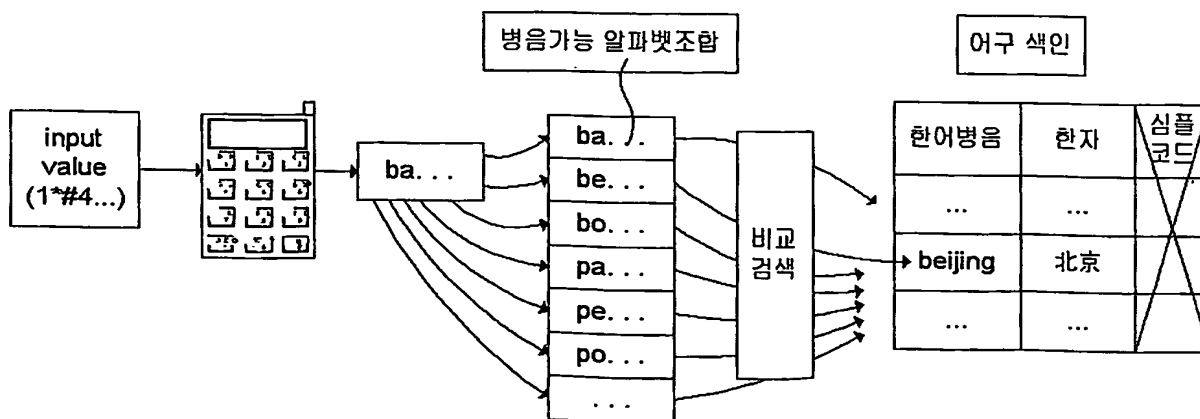 병음가능 알파벳조합
어구 색인
input
value
(1*#4...)
ba. . .
ba. . .
be. . .
bo. . .
pa. . .
pe. . .
po. . .
. . .
비교
검색
한어병음 한자 심플
코드
... ...
beijing 北京
... ...